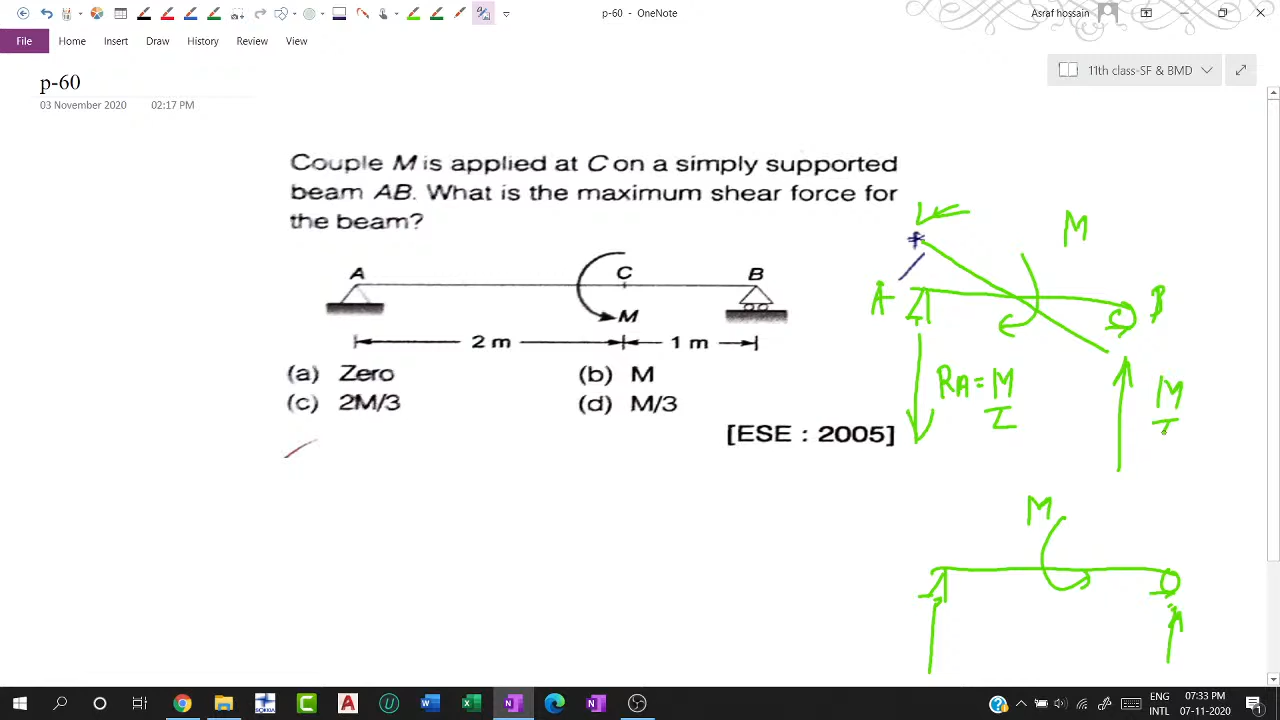 p-60 - OneNote
Asraf hossain
File Home Insert Draw History Review View
11th class-SF & BMD
p-60
03 November 2020 02:17 PM
Couple M is applied at C on a simply supported
beam AB. What is the maximum shear force for
the beam?
A C B
M
2 m 1 m
(a) Zero (b) M
(c) 2M/3 (d) M/3
[ESE : 2005]
M
A B
RA = M
L
M
L
M
ENG 07:33 PM
INTL 07-11-2020